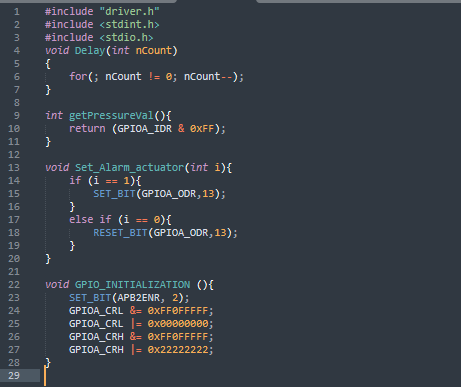 1 #include "driver.h"
2 #include <stdint.h>
3 #include <stdio.h>
4 void Delay(int nCount)
5 {
6     for(; nCount != 0; nCount--);
7 }
8
9 int getPressureVal(){
10     return (GPIOA_IDR & 0xFF);
11 }
12
13 void Set_Alarm_actuator(int i){
14     if (i == 1){
15         SET_BIT(GPIOA_ODR,13);
16     }
17     else if (i == 0){
18         RESET_BIT(GPIOA_ODR,13);
19     }
20 }
21
22 void GPIO_INITIALIZATION (){
23     SET_BIT(APB2ENR, 2);
24     GPIOA_CRL &= 0xFF0FFFFF;
25     GPIOA_CRL |= 0x00000000;
26     GPIOA_CRH &= 0xFF0FFFFF;
27     GPIOA_CRH |= 0x22222222;
28 }
29